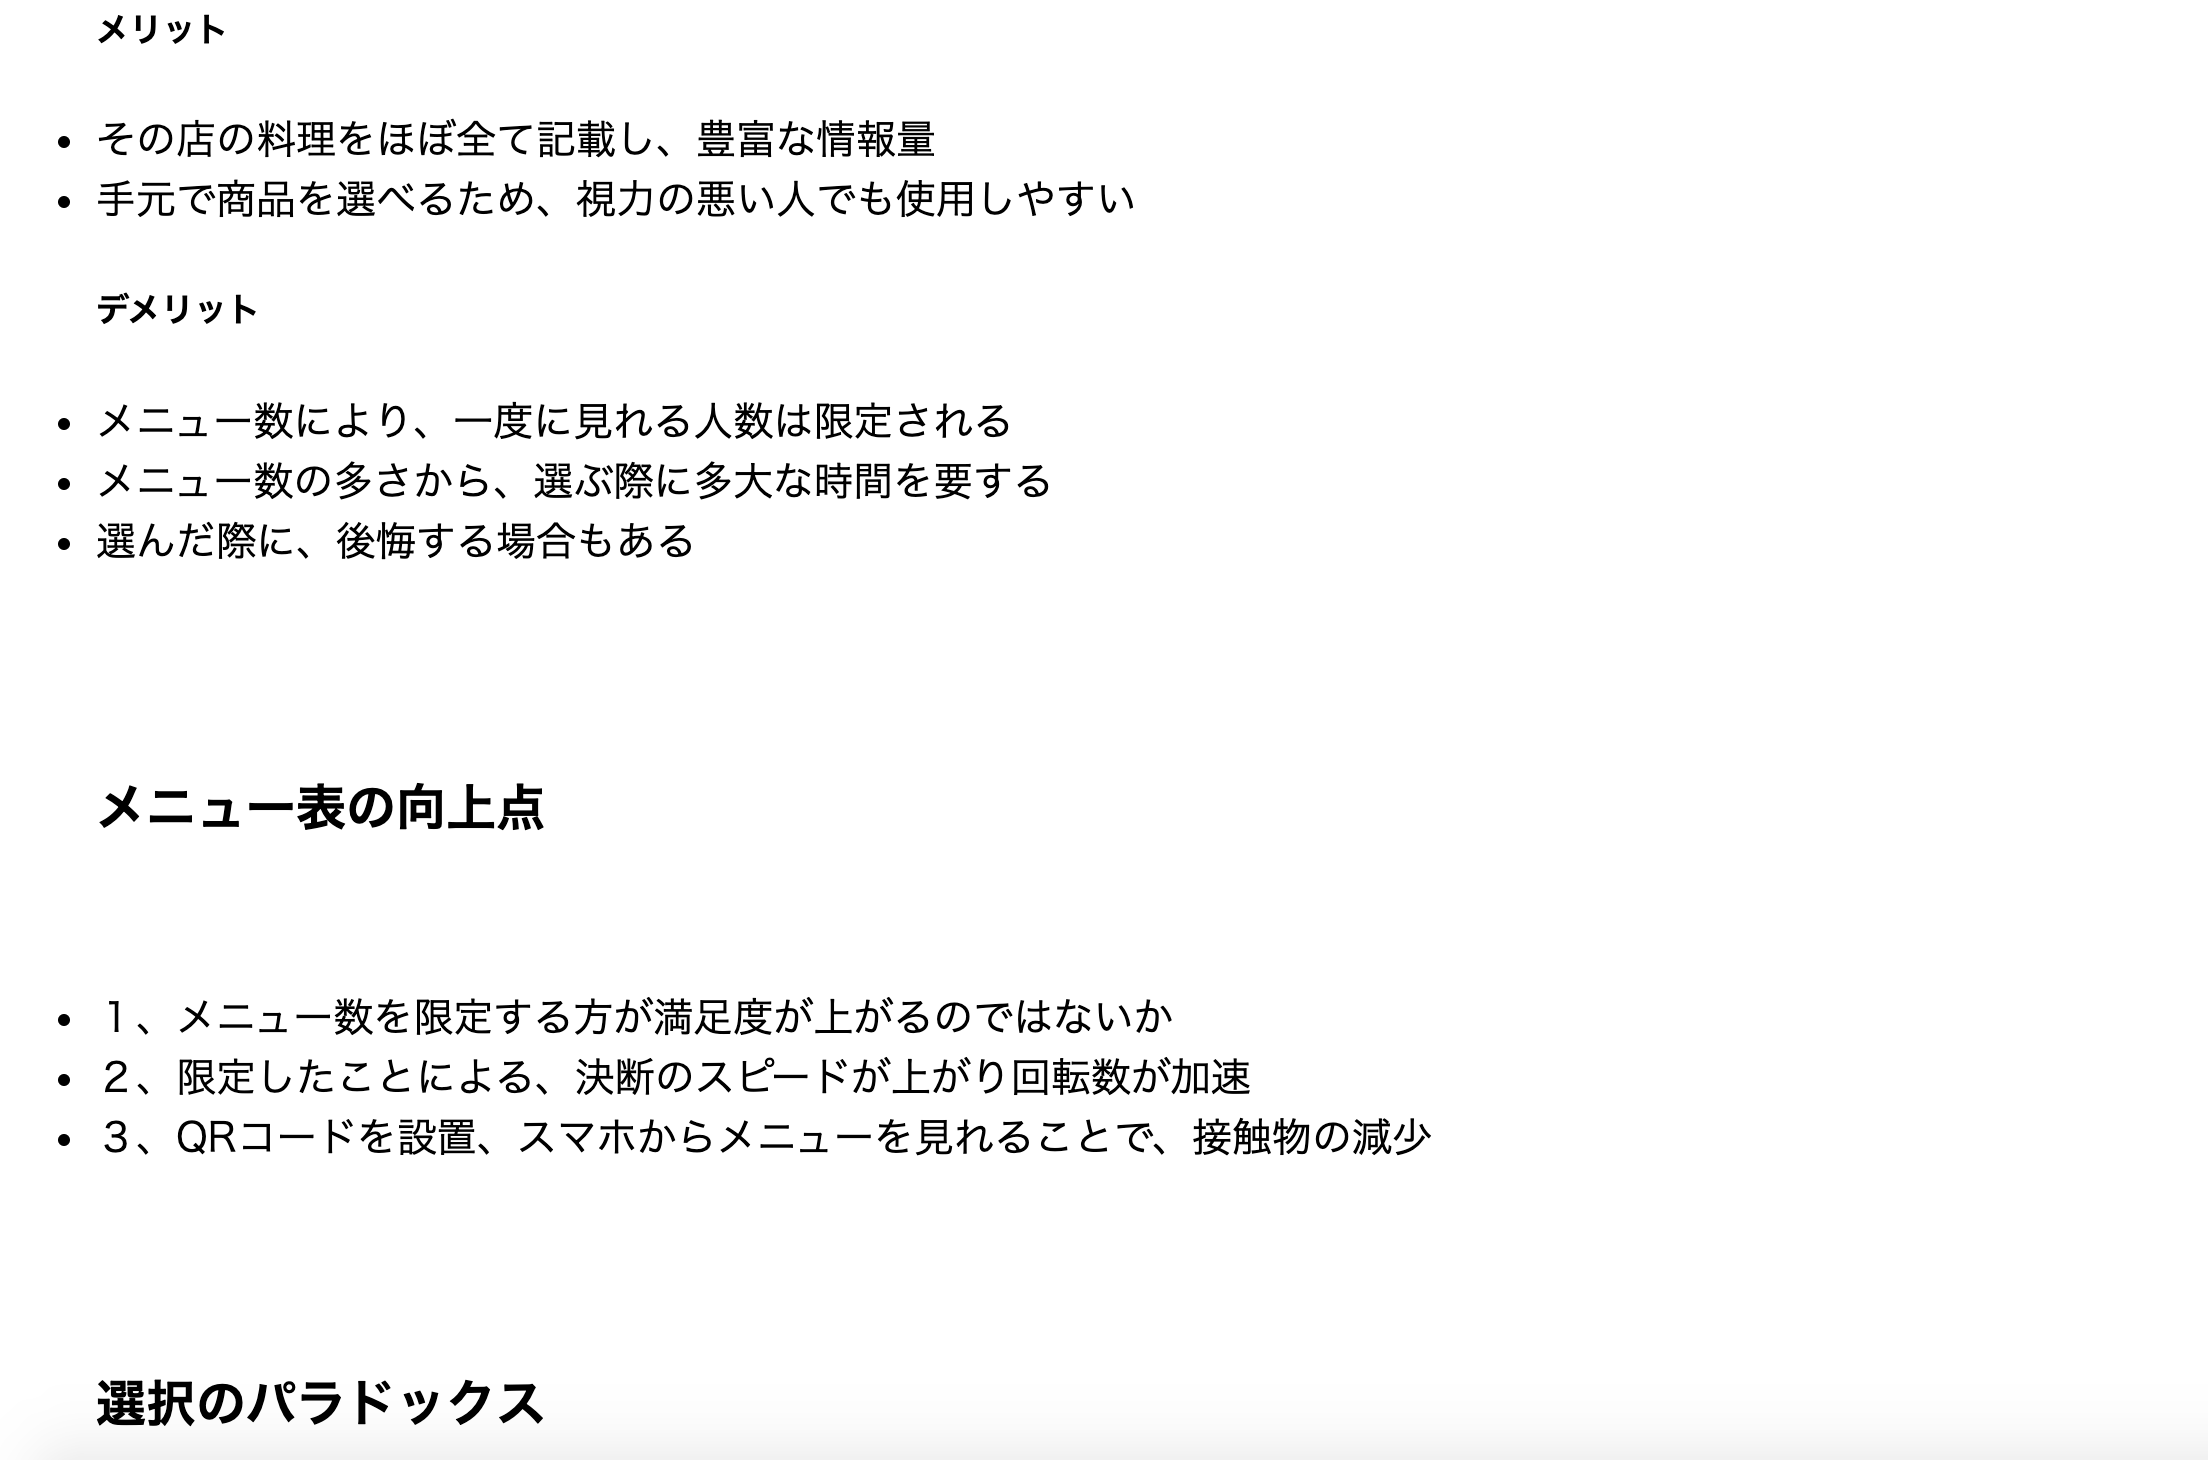 メリット
• その店の料理をほぼ全て記載し、豊富な情報量
• 手元で商品を選べるため、視力の悪い人でも使用しやすい
デメリット
• メニュー数により、一度に見れる人数は限定される
• メニュー数の多さから、選ぶ際に多大な時間を要する
• 選んだ際に、後悔する場合もある
メニュー表の向上点
• １、メニュー数を限定する方が満足度が上がるのではないか
• ２、限定したことによる、決断のスピードが上がり回転数が加速
• ３、QRコードを設置、スマホからメニューを見れることで、接触物の減少
選択のパラドックス